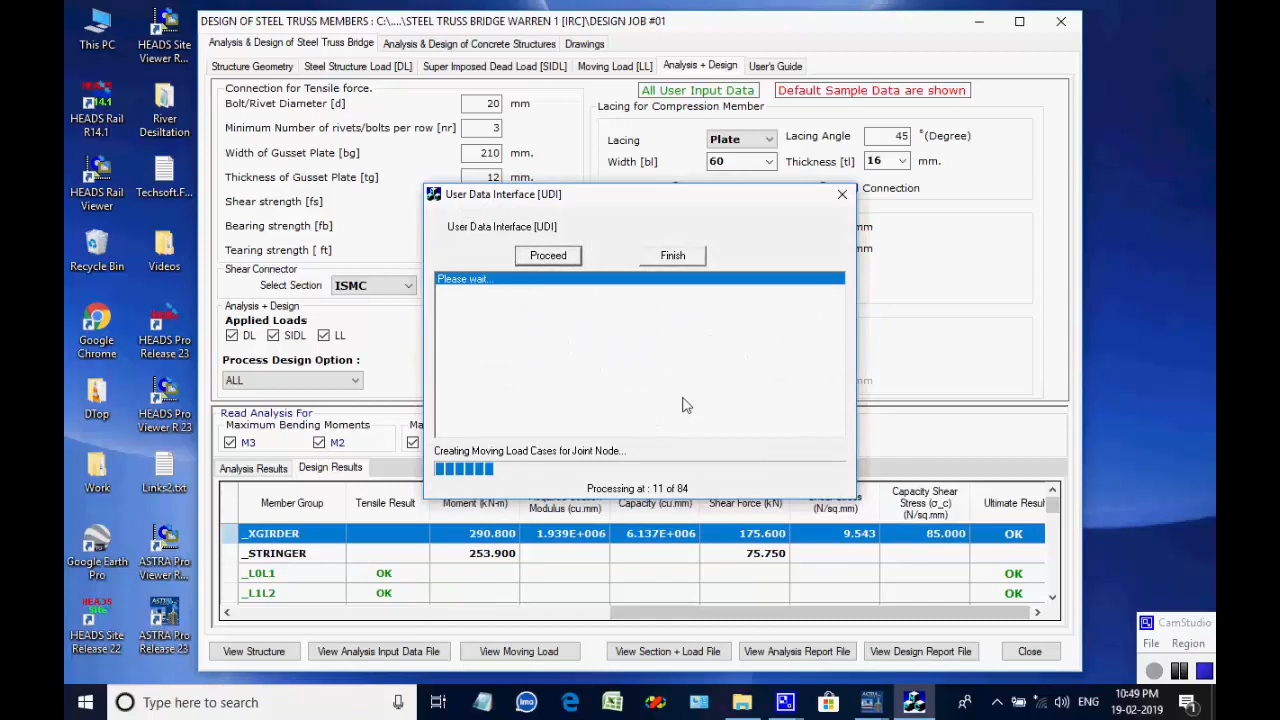 This PC
HEADS Site
Viewer R...
HEADS Rail
R14.1
River
Desiltation
HEADS Rail
Viewer
Techsoft.F...
Recycle Bin
Videos
Google
Chrome
HEADS Pro
Release 23
DTop
HEADS Pro
Viewer R 23
Work
Links2.txt
Google Earth
Pro
ASTRA Pro
Viewer R...
HEADS Site
Release 22
ASTRA Pro
Release 23
DESIGN OF STEEL TRUSS MEMBERS : C:\....\STEEL TRUSS BRIDGE WARREN 1 [IRC]\DESIGN JOB #01
Analysis & Design of Steel Truss Bridge
Analysis & Design of Concrete Structures
Drawings
Structure Geometry
Steel Structure Load [DL]
Super Imposed Dead Load [SIDL]
Moving Load [LL]
Analysis + Design
User's Guide
Connection for Tensile force.
All User Input Data
Default Sample Data are shown
Bolt/Rivet Diameter [d] 20 mm
Minimum Number of rivets/bolts per row [nr] 3
Width of Gusset Plate [bg] 210 mm.
Thickness of Gusset Plate [tg] 12
Shear strength [fs]
Bearing strength [fb]
Tearing strength [ ft]
Lacing for Compression Member
Lacing Plate Lacing Angle 45 °(Degree)
Width [bl] 60 Thickness [tl] 16 mm.
Connection
mm
mm
mm
Shear Connector
Select Section ISMC
Analysis + Design
Applied Loads
DL SIDL LL
Process Design Option :
ALL
Read Analysis For
Maximum Bending Moments
M3 M2
User Data Interface [UDI]
User Data Interface [UDI]
Proceed Finish
Please wait...
Creating Moving Load Cases for Joint Node...
Processing at : 11 of 84
Analysis Results Design Results
Member Group Tensile Result Moment (kN-m) Modulus (cu.mm) Capacity (cu.mm) Shear Force (KN) (N/sq.mm) Capacity Shear Stress (σ_c) (N/sq.mm) Ultimate Resul
_XGIRDER 290.800 1.939E+006 6.137E+006 175.600 9.543 85.000 OK
_STRINGER 253.900 75.750
_L0L1 OK OK
_L1L2 OK OK
View Structure View Analysis Input Data File View Moving Load View Section + Load File View Analysis Report File View Design Report File Close
CamStudio
File Region
Type here to search
imo
ENG
10:49 PM
19-02-2019
1